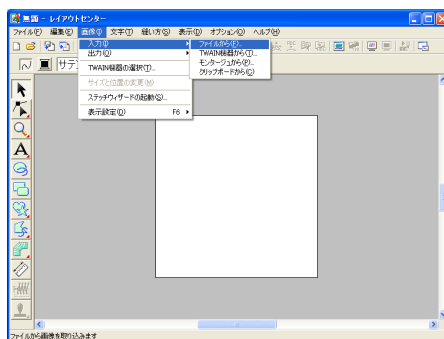 無題 - レイアウトセンター
ファイル(F) 編集(E) 画像(I) 文字(T) 縫い方(S) 表示(D) オプション(O) ヘルプ(H)
入力(I)
出力(O)
TWAIN機器の選択(T)...
サイズと位置の変更(M)
ステッチウィザードの起動(S)...
表示設定(D) F6
ファイルから(F)...
TWAIN機器から(T)...
モンタージュから(P)...
クリップボードから(C)
サテ
A
ファイルから画像を取り込みます